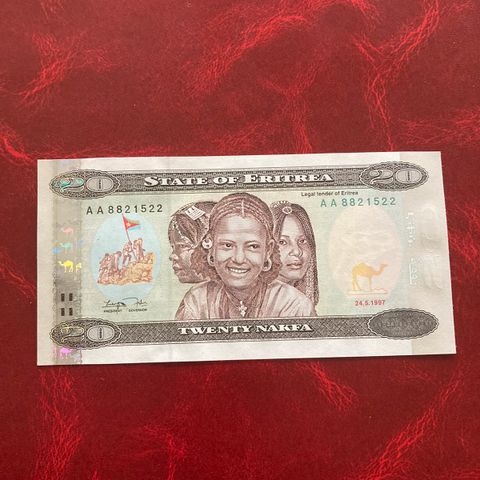 20
STATE OF ERITREA
20
Legal tender of Eritrea
AA 8821522
AA 8821522
24.5.1997
PRESIDENT
GOVERNOR
20
TWENTY NAKFA